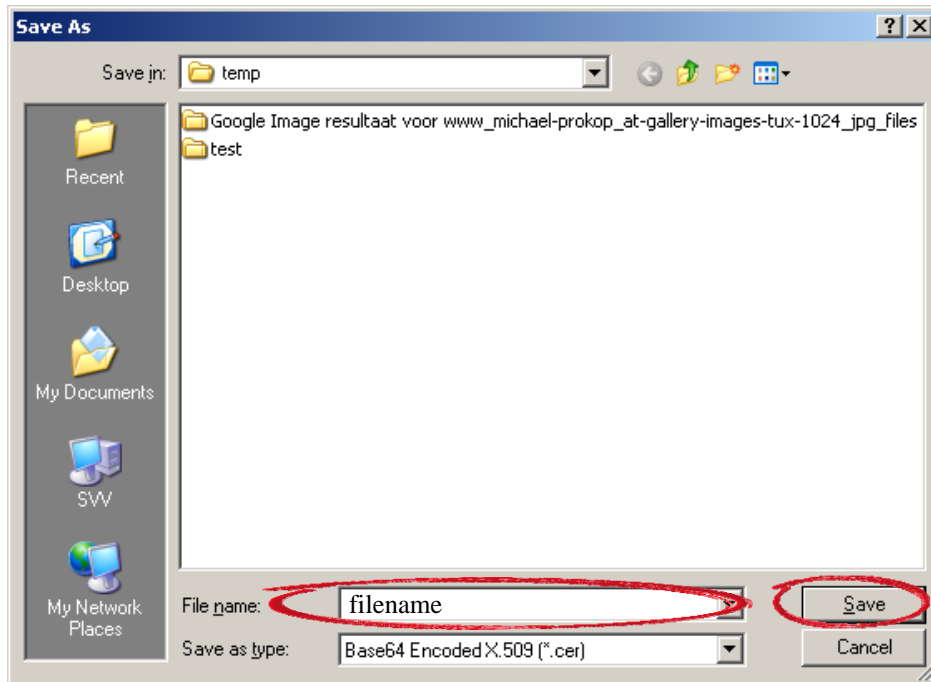 Save As
Save in:
temp
Google Image resultaat voor www_michael-prokop_at-gallery-images-tux-1024_jpg_files
test
Recent
Desktop
My Documents
SVV
My Network
Places
File name:
filename
Save
Save as type:
Base64 Encoded X.509 (*.cer)
Cancel